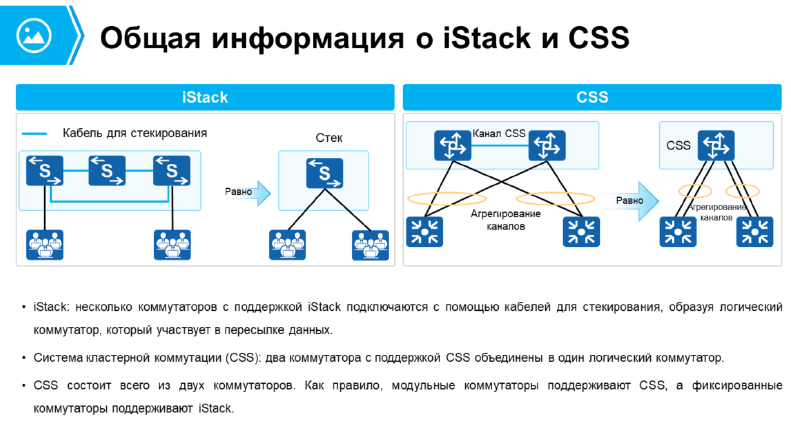 Общая информация о iStack и CSS
iStack
CSS
Кабель для стекирования
Стек
S
S
S
S
Равно
Канал CSS
CSS
Агрегирование
каналов
Равно
Агрегирование
каналов
• iStack: несколько коммутаторов с поддержкой iStack подключаются с помощью кабелей для стекирования, образуя логический
коммутатор, который участвует в пересылке данных.
• Система кластерной коммутации (CSS): два коммутатора с поддержкой CSS объединены в один логический коммутатор.
• CSS состоит всего из двух коммутаторов. Как правило, модульные коммутаторы поддерживают CSS, а фиксированные
коммутаторы поддерживают iStack.